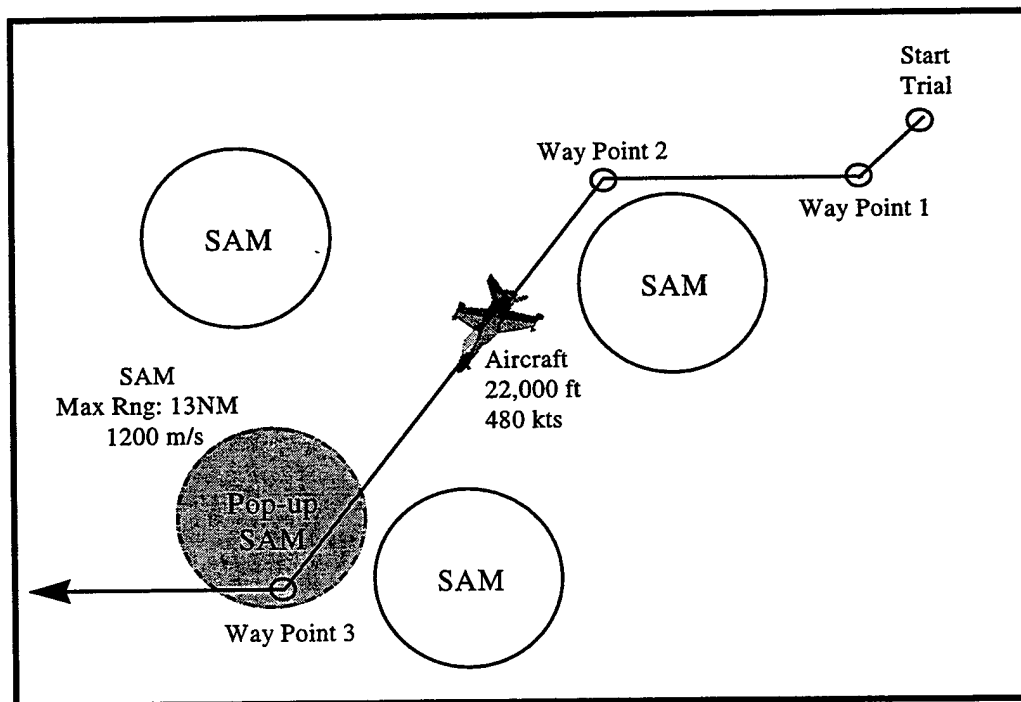 Start
Trial
Way Point 2
Way Point 1
SAM
SAM
Aircraft
22,000 ft
480 kts
SAM
Max Rng: 13NM
1200 m/s
Pop-up
SAM
SAM
Way Point 3